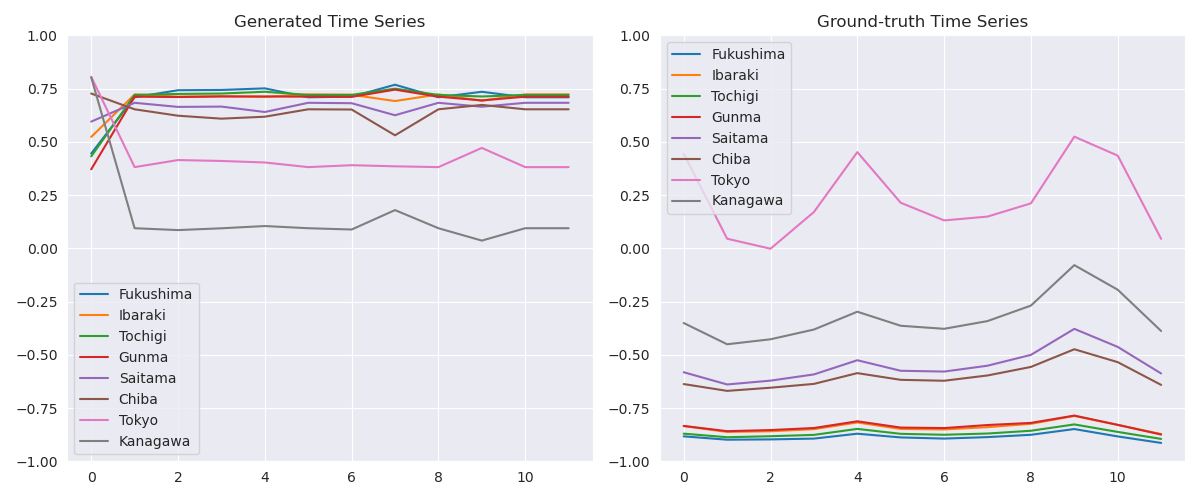 Generated Time Series
1.00
0.75
0.50
0.25
0.00
−0.25
−0.50
−0.75
−1.00
Fukushima
Ibaraki
Tochigi
Gunma
Saitama
Chiba
Tokyo
Kanagawa
0 2 4 6 8 10
Ground-truth Time Series
1.00
0.75
0.50
0.25
0.00
−0.25
−0.50
−0.75
−1.00
Fukushima
Ibaraki
Tochigi
Gunma
Saitama
Chiba
Tokyo
Kanagawa
0 2 4 6 8 10